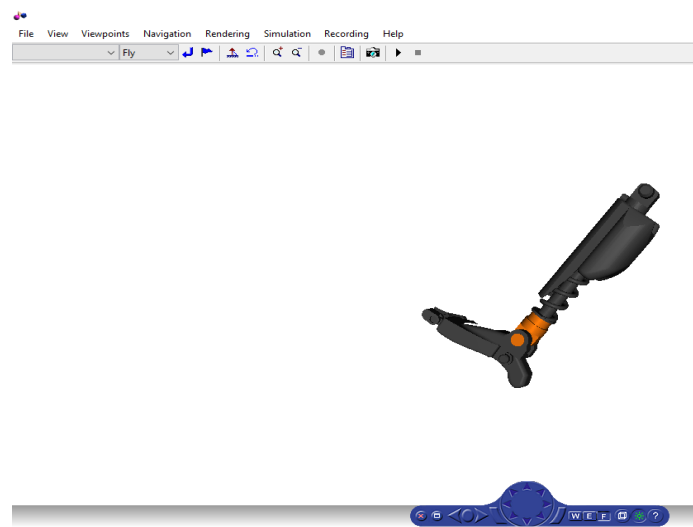 File View Viewpoints Navigation Rendering Simulation Recording Help
Fly
W E F ?